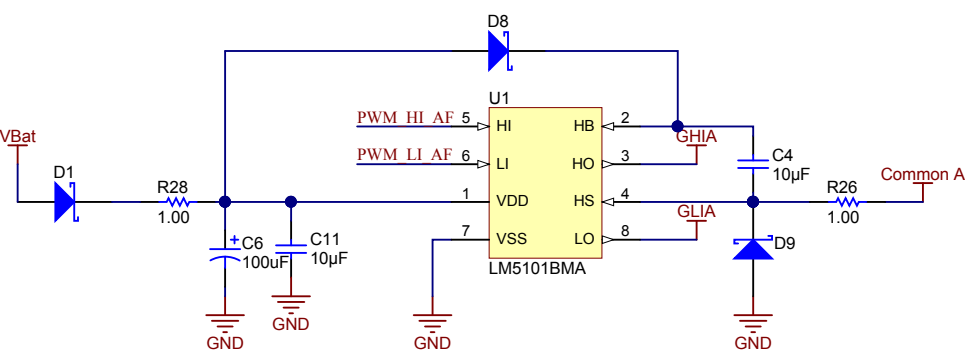 D8
U1
PWM_HI_AF 5 HI HB 2
GHIA
VBat
PWM_LI_AF 6 LI HO 3
C4
10µF
D1
R28
1.00
1 VDD HS 4
R26
1.00
Common A
GLIA
C6
100uF
C11
10µF
7 VSS LO 8
D9
LM5101BMA
GND
GND
GND
GND